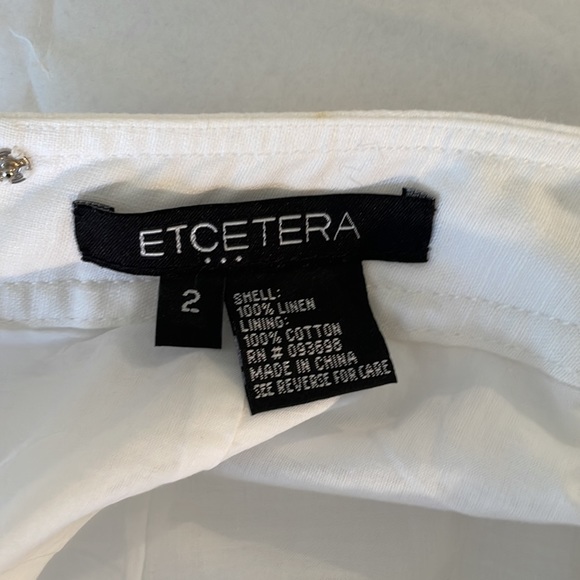 ETCETERA
2
SHELL:
100% LINEN
LINING:
100% COTTON
RN # 093698
MADE IN CHINA
SEE REVERSE FOR CARE